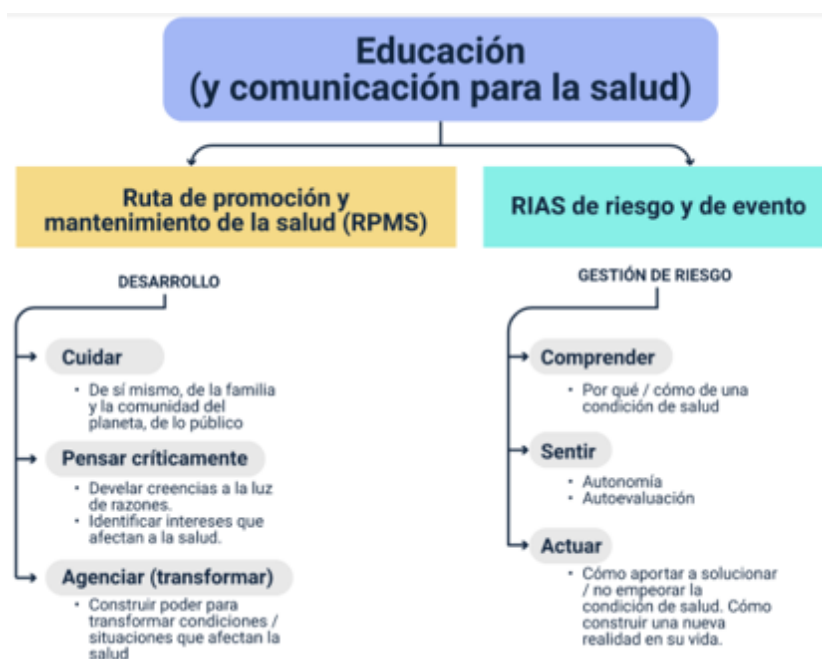 Educación
(y comunicación para la salud)
Ruta de promoción y
mantenimiento de la salud (RPMS)
DESARROLLO
Cuidar
• De sí mismo, de la familia
y la comunidad del
planeta, de lo público
Pensar críticamente
• Develar creencias a la luz
de razones.
• Identificar intereses que
afectan a la salud.
Agenciar (transformar)
• Construir poder para
transformar condiciones /
situaciones que afectan la
salud
RIAS de riesgo y de evento
GESTIÓN DE RIESGO
Comprender
• Por qué / cómo de una
condición de salud
Sentir
• Autonomía
• Autoevaluación
Actuar
• Cómo aportar a solucionar
/ no empeorar la
condición de salud. Cómo
construir una nueva
realidad en su vida.